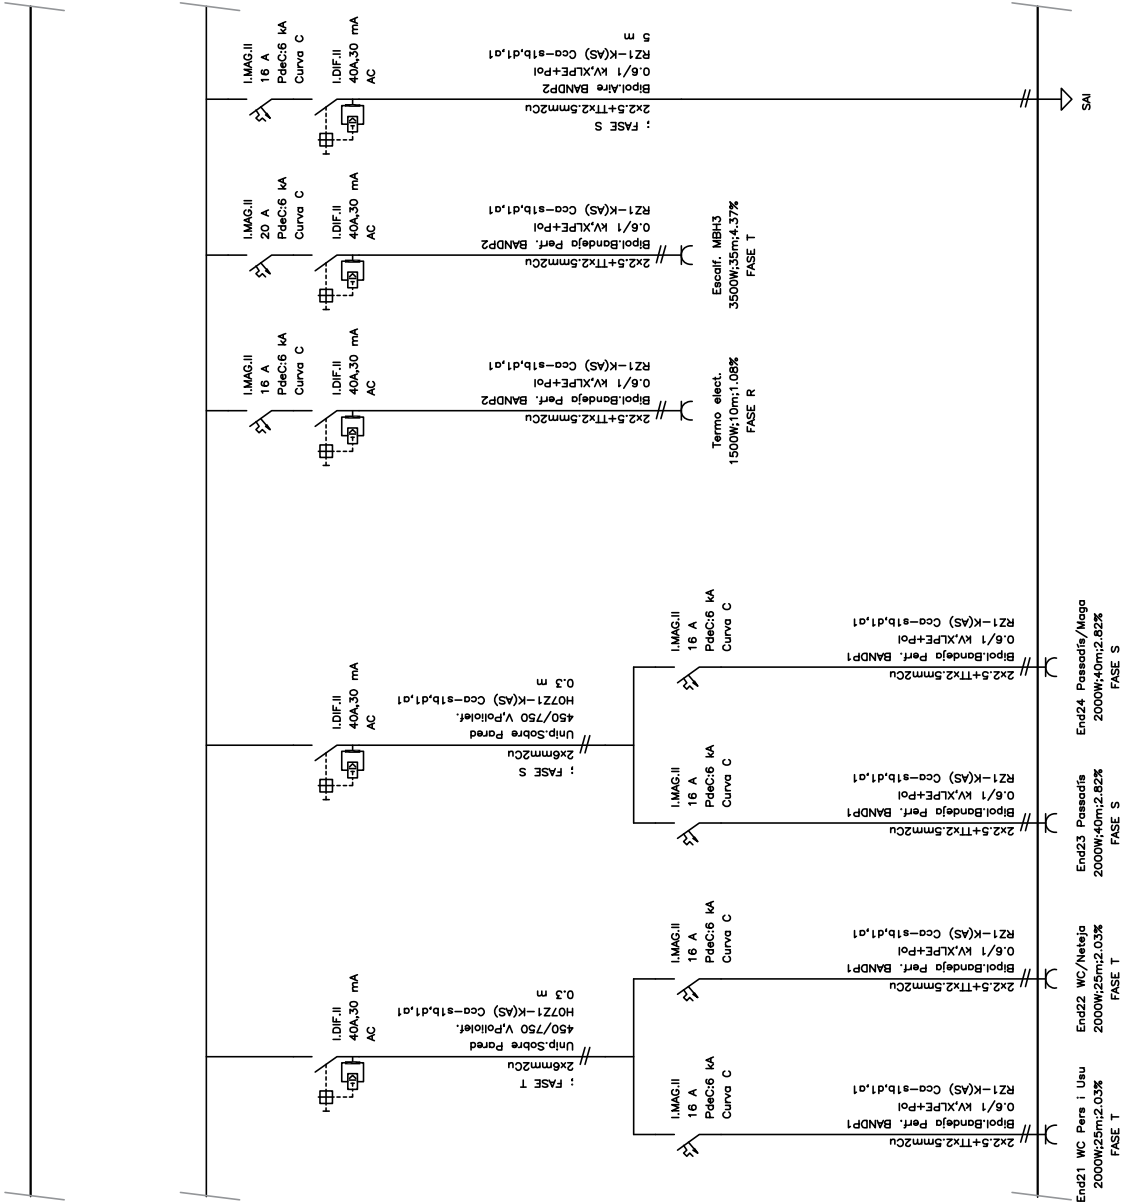 I.MAG.II
16 A
PdeC:6 kA
Curva C
I.DIF.II
40A,30 mA
AC
; FASE S
2x2.5+TTx2.5mm2Cu
Bipol.Aire BANDP2
0.6/1 kV,XLPE+Pol
RZ1-K(AS) Cca-s1b,d1,a1
5 m
SAI
I.MAG.II
20 A
PdeC:6 kA
Curva C
I.DIF.II
40A,30 mA
AC
2x2.5+TTx2.5mm2Cu
Bipol.Bandeja Perf. BANDP2
0.6/1 kV,XLPE+Pol
RZ1-K(AS) Cca-s1b,d1,a1
Escalf. MBH3
3500W;35m;4.37%
FASE T
I.MAG.II
16 A
PdeC:6 kA
Curva C
I.DIF.II
40A,30 mA
AC
2x2.5+TTx2.5mm2Cu
Bipol.Bandeja Perf. BANDP2
0.6/1 kV,XLPE+Pol
RZ1-K(AS) Cca-s1b,d1,a1
Termo elect.
1500W;10m;1.08%
FASE R
I.DIF.II
40A,30 mA
AC
; FASE S
2x6mm2Cu
Unip.Sobre Pared
450/750 V,Poliolef.
H07Z1-K(AS) Cca-s1b,d1,a1
0.3 m
I.MAG.II
16 A
PdeC:6 kA
Curva C
2x2.5+TTx2.5mm2Cu
Bipol.Bandeja Perf. BANDP1
0.6/1 kV,XLPE+Pol
RZ1-K(AS) Cca-s1b,d1,a1
End24 Passadís/Maga
2000W;40m;2.82%
FASE S
I.MAG.II
16 A
PdeC:6 kA
Curva C
2x2.5+TTx2.5mm2Cu
Bipol.Bandeja Perf. BANDP1
0.6/1 kV,XLPE+Pol
RZ1-K(AS) Cca-s1b,d1,a1
End23 Passadís
2000W;40m;2.82%
FASE S
I.DIF.II
40A,30 mA
AC
; FASE T
2x6mm2Cu
Unip.Sobre Pared
450/750 V,Poliolef.
H07Z1-K(AS) Cca-s1b,d1,a1
0.3 m
I.MAG.II
16 A
PdeC:6 kA
Curva C
2x2.5+TTx2.5mm2Cu
Bipol.Bandeja Perf. BANDP1
0.6/1 kV,XLPE+Pol
RZ1-K(AS) Cca-s1b,d1,a1
End22 WC/Neteja
2000W;25m;2.03%
FASE T
I.MAG.II
16 A
PdeC:6 kA
Curva C
2x2.5+TTx2.5mm2Cu
Bipol.Bandeja Perf. BANDP1
0.6/1 kV,XLPE+Pol
RZ1-K(AS) Cca-s1b,d1,a1
End21 WC Pers i Usu
2000W;25m;2.03%
FASE T